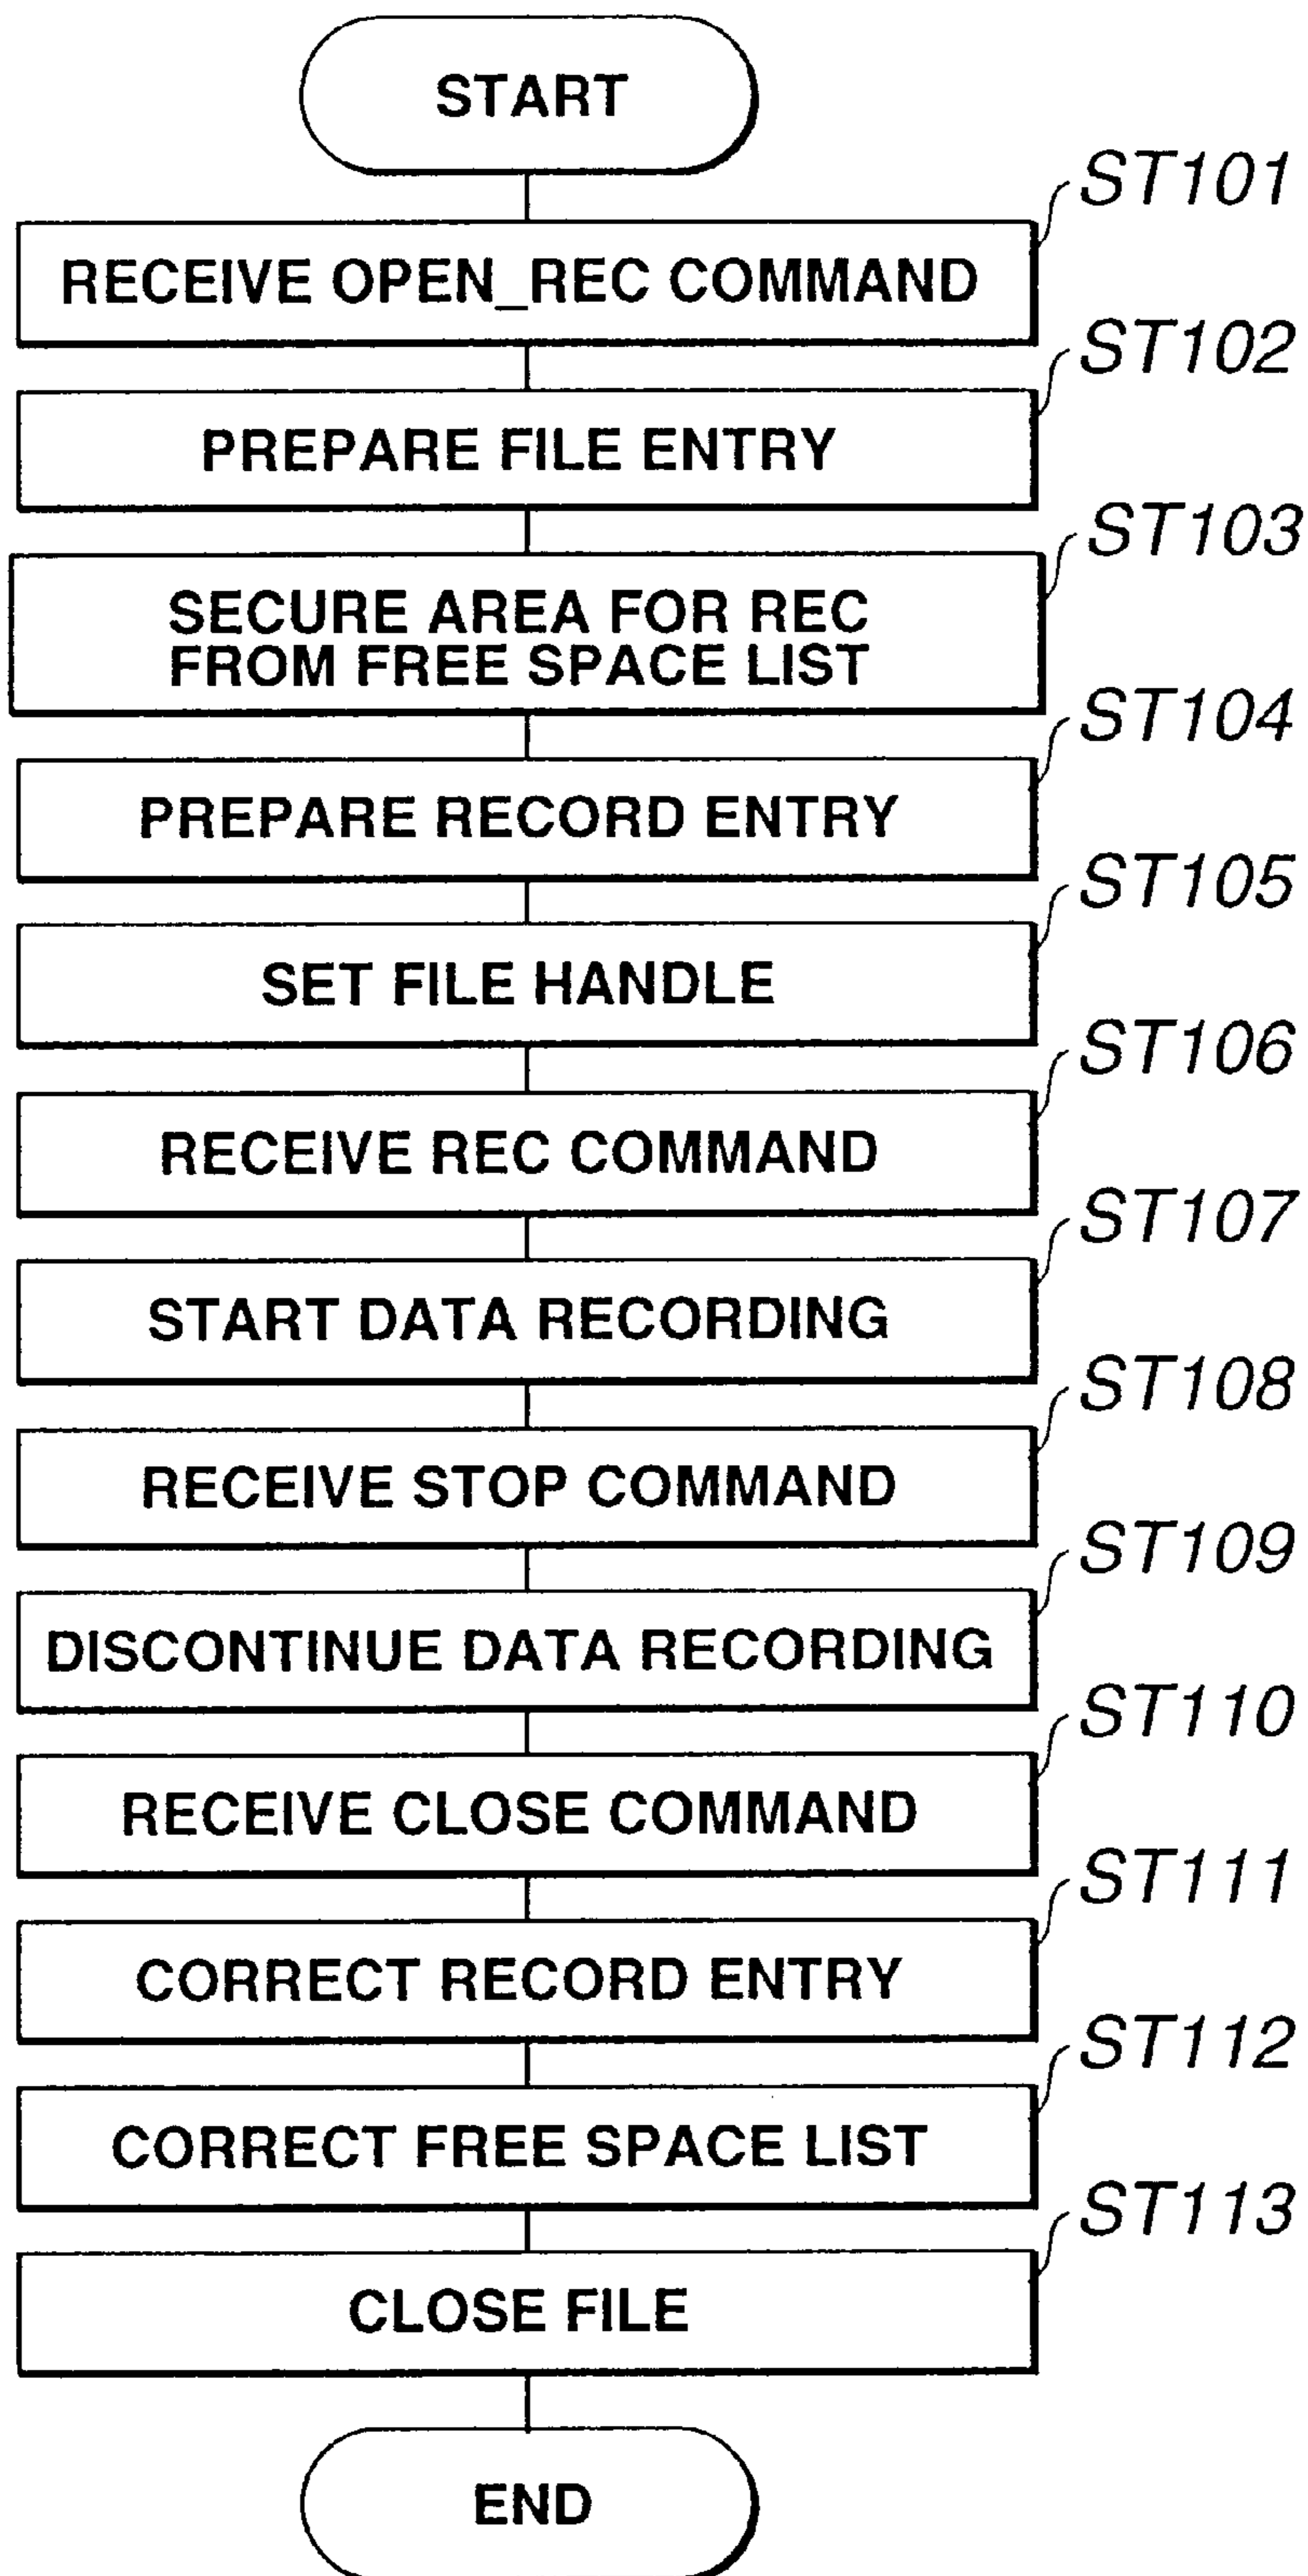 START
ST101
RECEIVE OPEN_REC COMMAND
ST102
PREPARE FILE ENTRY
ST103
SECURE AREA FOR REC
FROM FREE SPACE LIST
ST104
PREPARE RECORD ENTRY
ST105
SET FILE HANDLE
ST106
RECEIVE REC COMMAND
ST107
START DATA RECORDING
ST108
RECEIVE STOP COMMAND
ST109
DISCONTINUE DATA RECORDING
ST110
RECEIVE CLOSE COMMAND
ST111
CORRECT RECORD ENTRY
ST112
CORRECT FREE SPACE LIST
ST113
CLOSE FILE
END